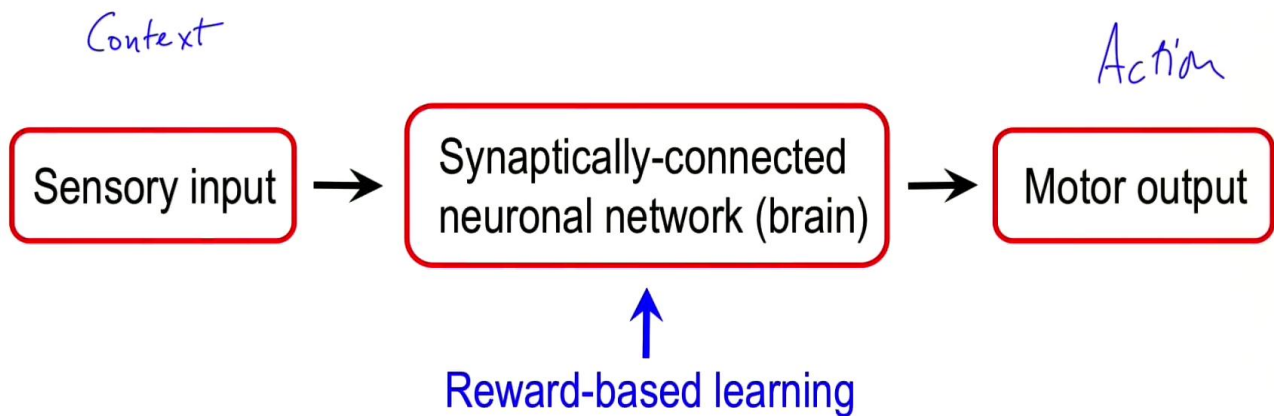 Context
Action
Sensory input
Synaptically-connected
neuronal network (brain)
Motor output
Reward-based learning